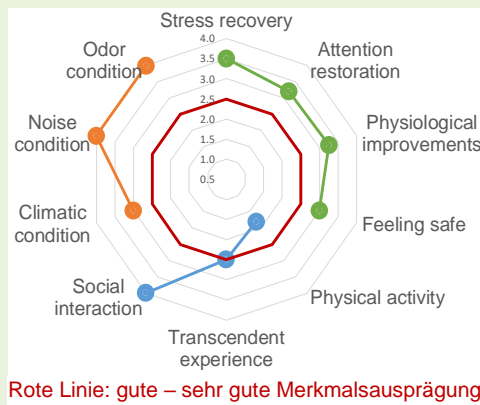 Stress recovery
4.0
3.5
3.0
2.5
2.0
1.5
1.0
0.5
Attention
restoration
Physiological
improvements
Feeling safe
Physical activity
Transcendent
experience
Social
interaction
Climatic
condition
Noise
condition
Odor
condition
Rote Linie: gute – sehr gute Merkmalsausprägung